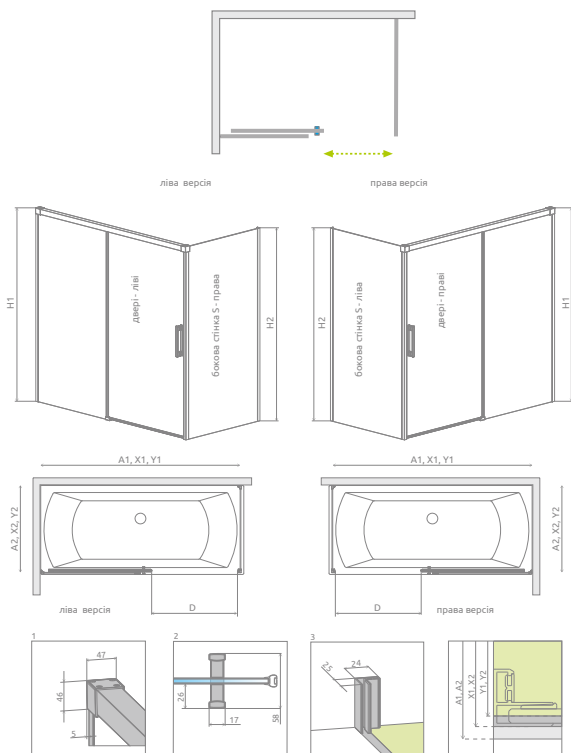 ліва версія
права версія
H1
двері - ліві
бокова стінка S - права
H2
H2
бокова стінка S - ліва
двері - праві
H1
A1, X1, Y1
A1, X1, Y1
A2, X2, Y2
A2, X2, Y2
ліва версія
D
D
права версія
1
47
46
5
2
26
17
58
3
24
25
A1, A2
X1, X2
Y1, Y2